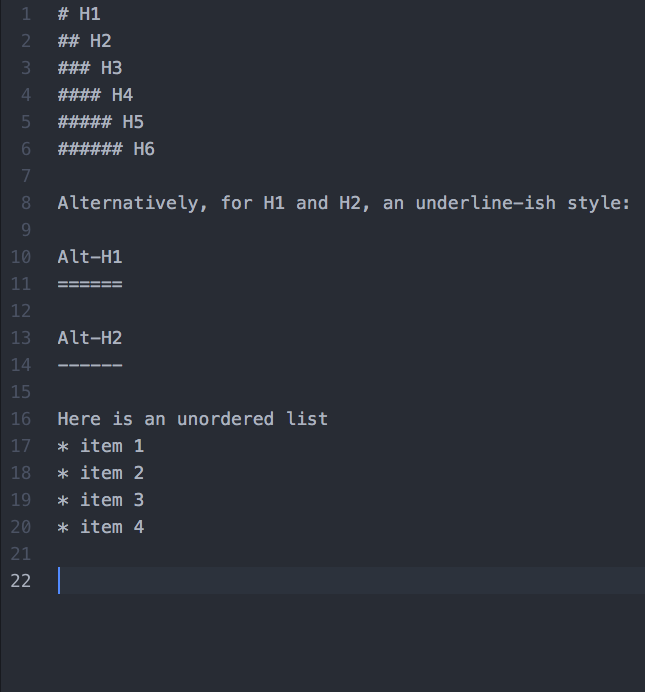 1 # H1
2 ## H2
3 ### H3
4 #### H4
5 ##### H5
6 ###### H6
7
8 Alternatively, for H1 and H2, an underline-ish style:
9
10 Alt-H1
11 ======
12
13 Alt-H2
14 ------
15
16 Here is an unordered list
17 * item 1
18 * item 2
19 * item 3
20 * item 4
21
22